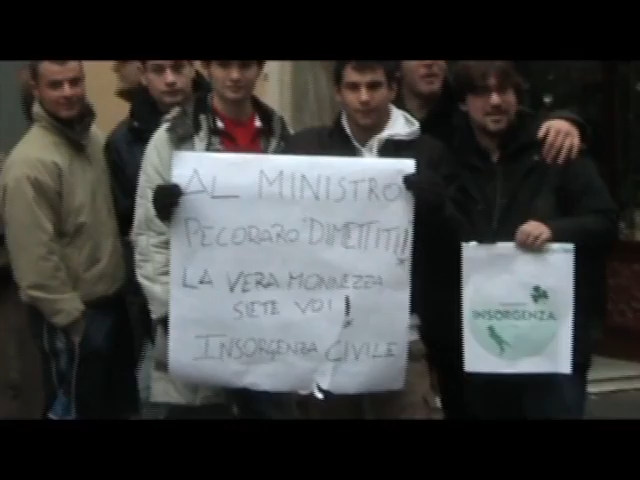 AL MINISTRO
PECORARO "DIMETTITI!
LA VERA MONNEZZA
SIETE VOI!
INSORGENZA CIVILE
INSORGENZA